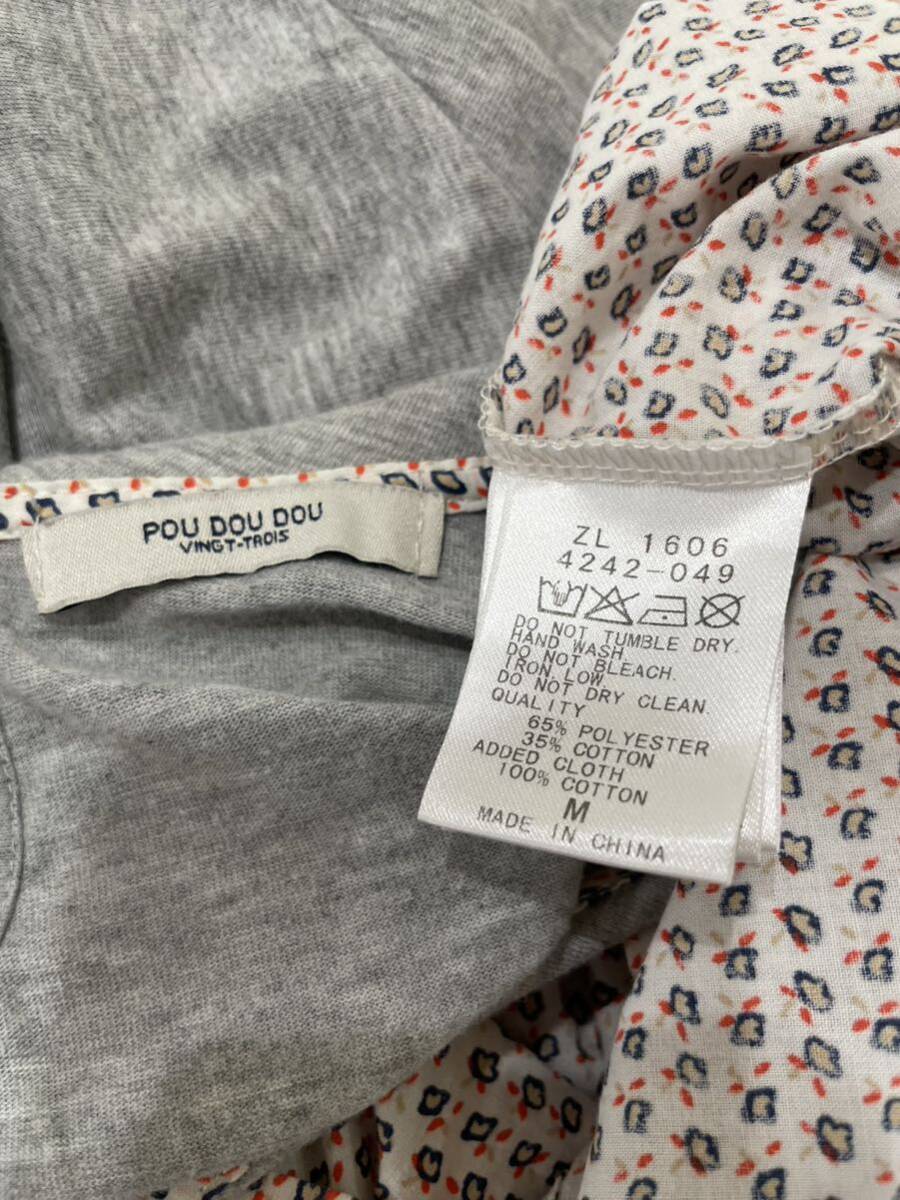 POU DOU DOU
VINGT-TROIS
ZL 1606
4242-049
DO NOT TUMBLE DRY.
HAND WASH
DO NOT BLEACH.
IRON LOW
DO NOT DRY CLEAN.
QUALITY
65% POLYESTER
35% COTTON
ADDED CLOTH
100% COTTON
M
MADE IN CHINA